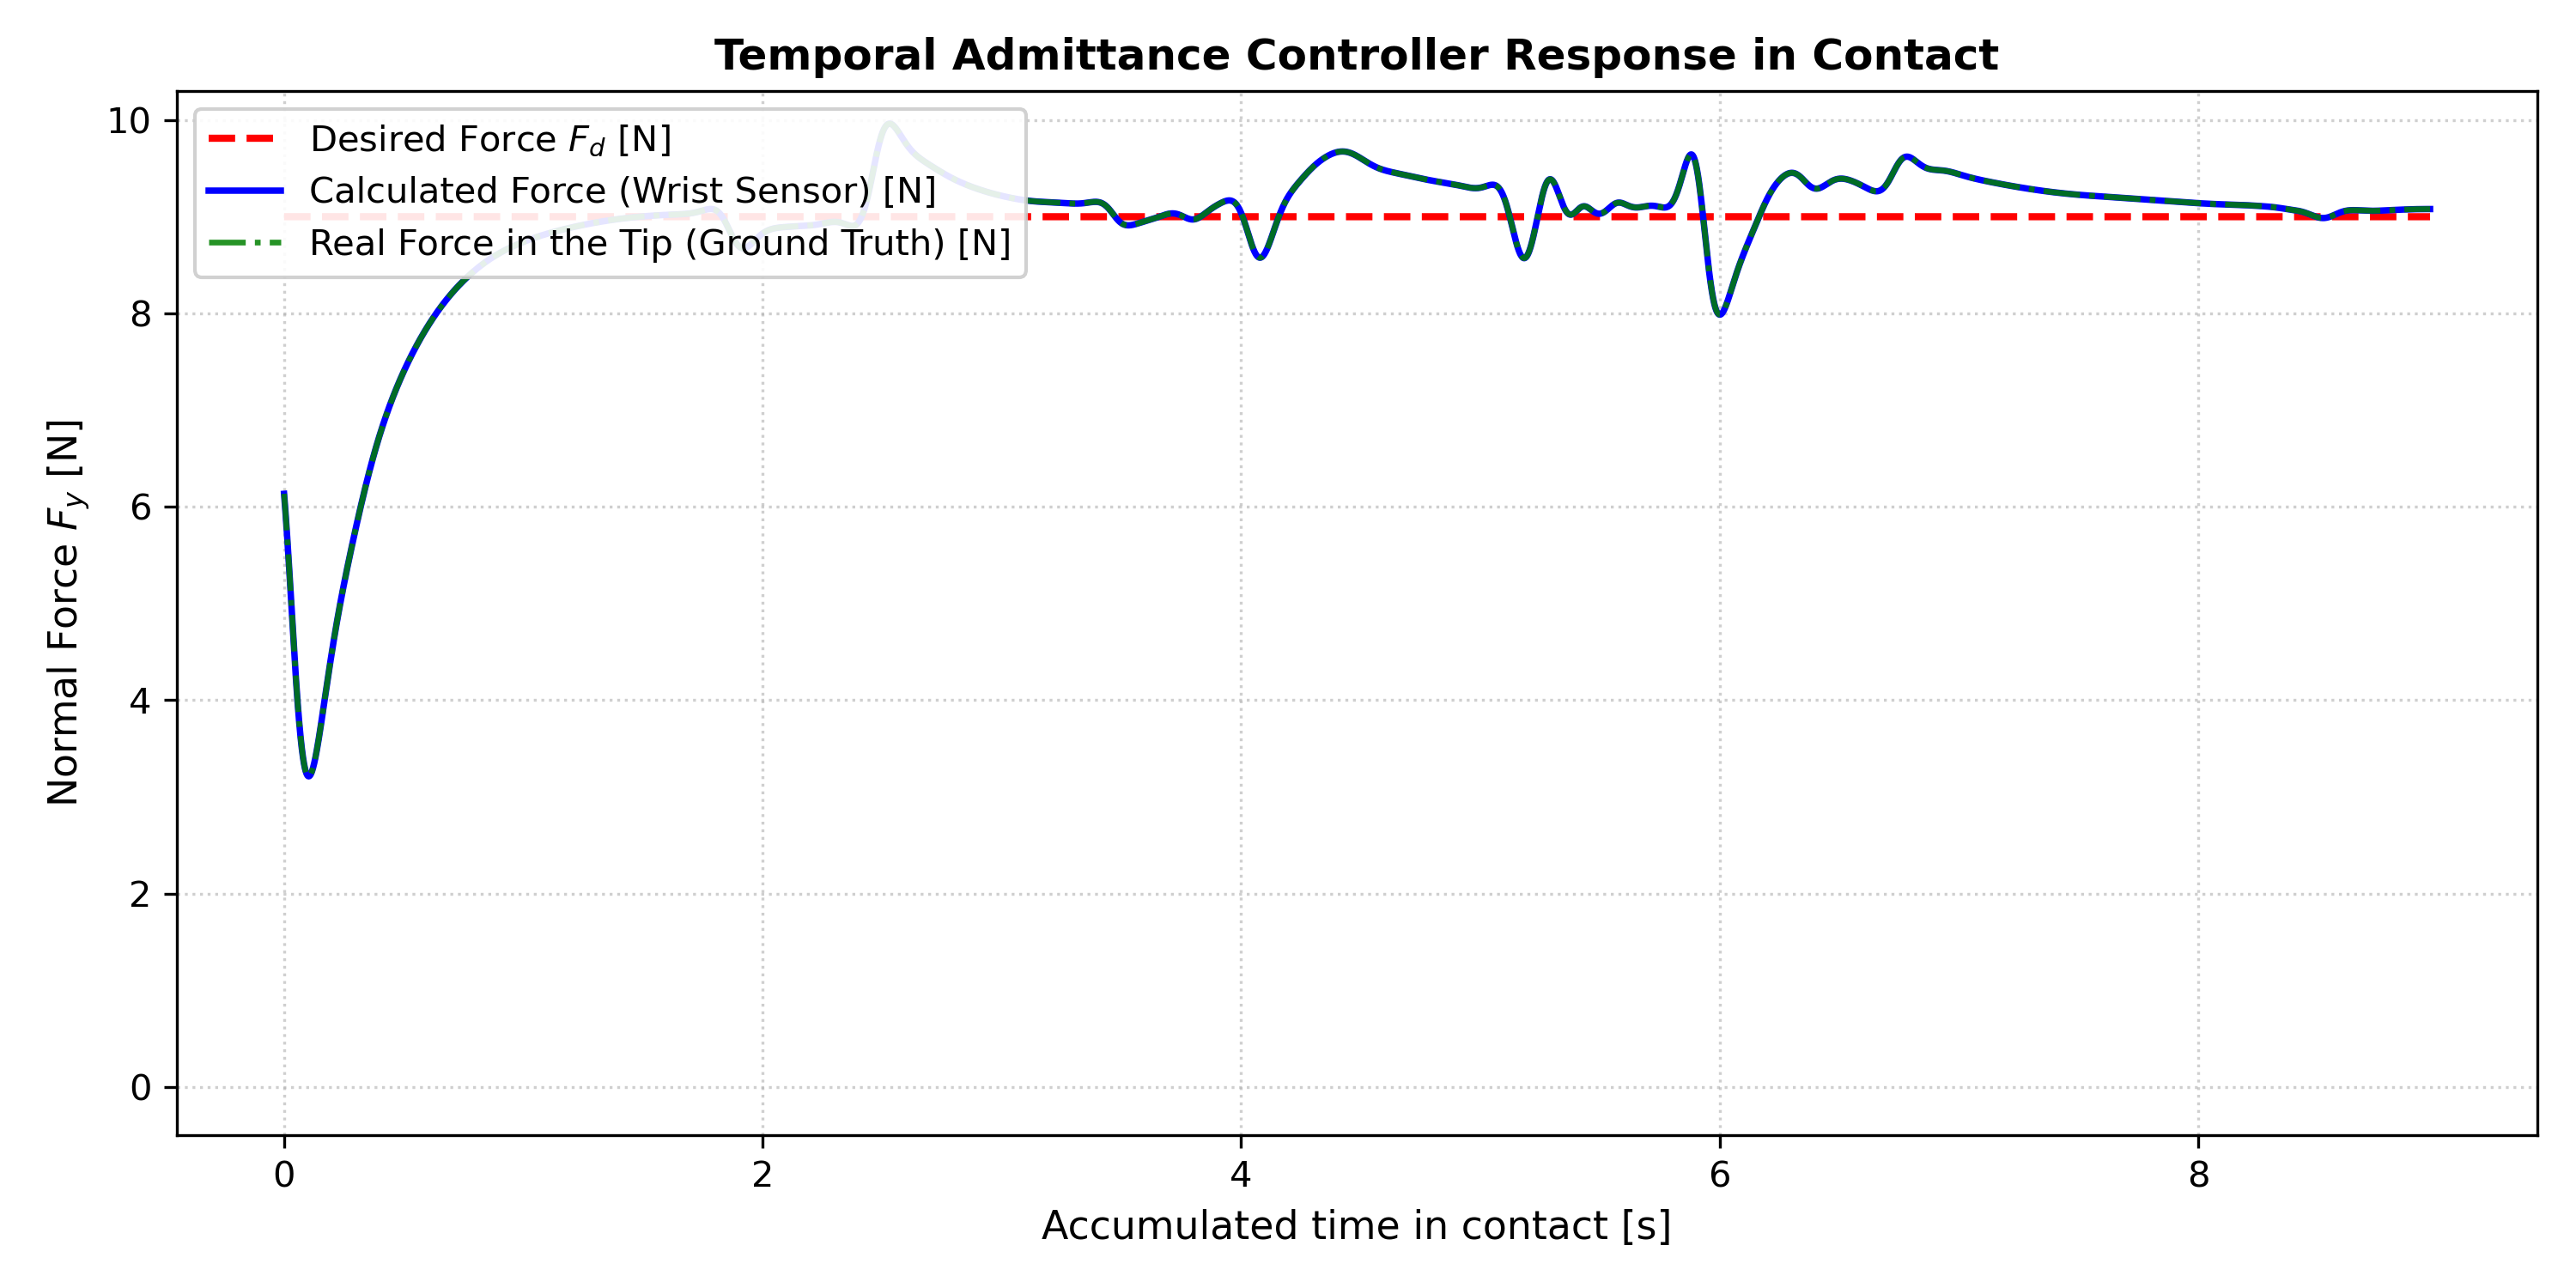 Temporal Admittance Controller Response in Contact
Desired Force F_d [N]
Calculated Force (Wrist Sensor) [N]
Real Force in the Tip (Ground Truth) [N]
Normal Force F_y [N]
10
8
6
4
2
0
0 2 4 6 8
Accumulated time in contact [s]